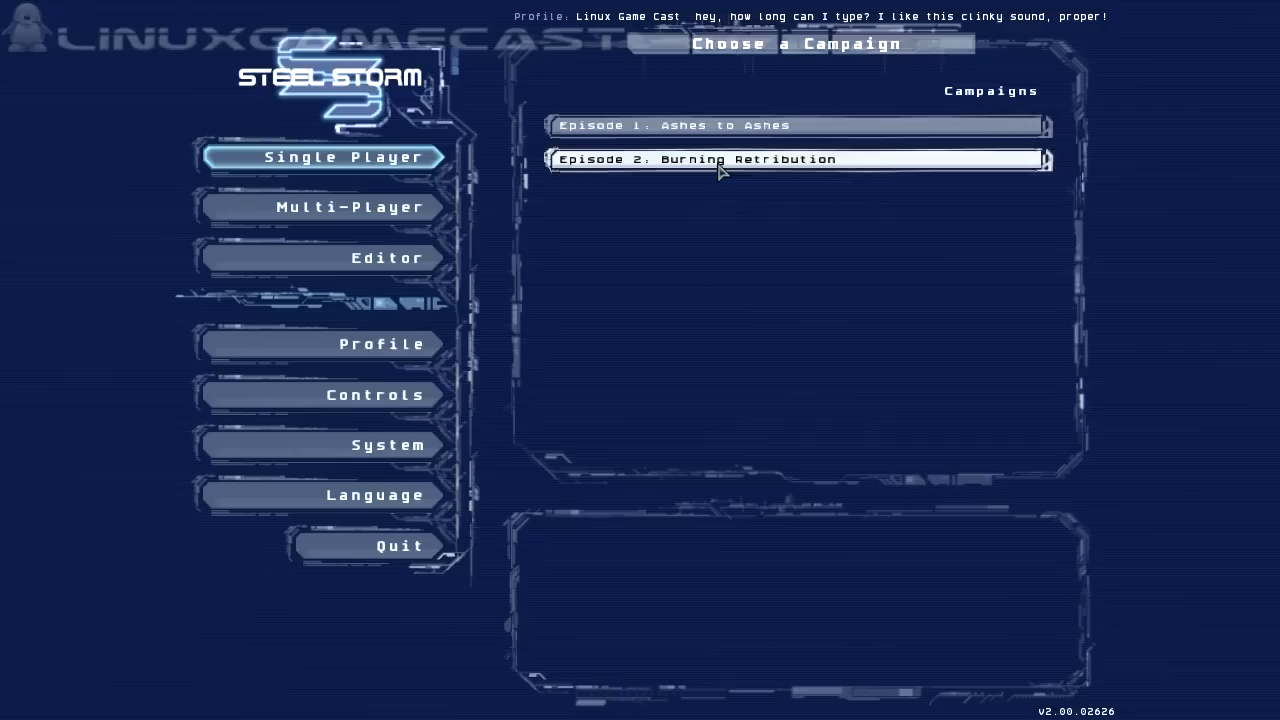 Profile: Linux Game Cast hey, how long can I type? I like this clinky sound, proper!
LINUXGAMECAST
Choose a Campaign
STEEL STORM
Campaigns
Episode 1: Ashes to Ashes
Episode 2: Burning Retribution
Single Player
Multi-Player
Editor
Profile
Controls
System
Language
Quit
v2.00.02626